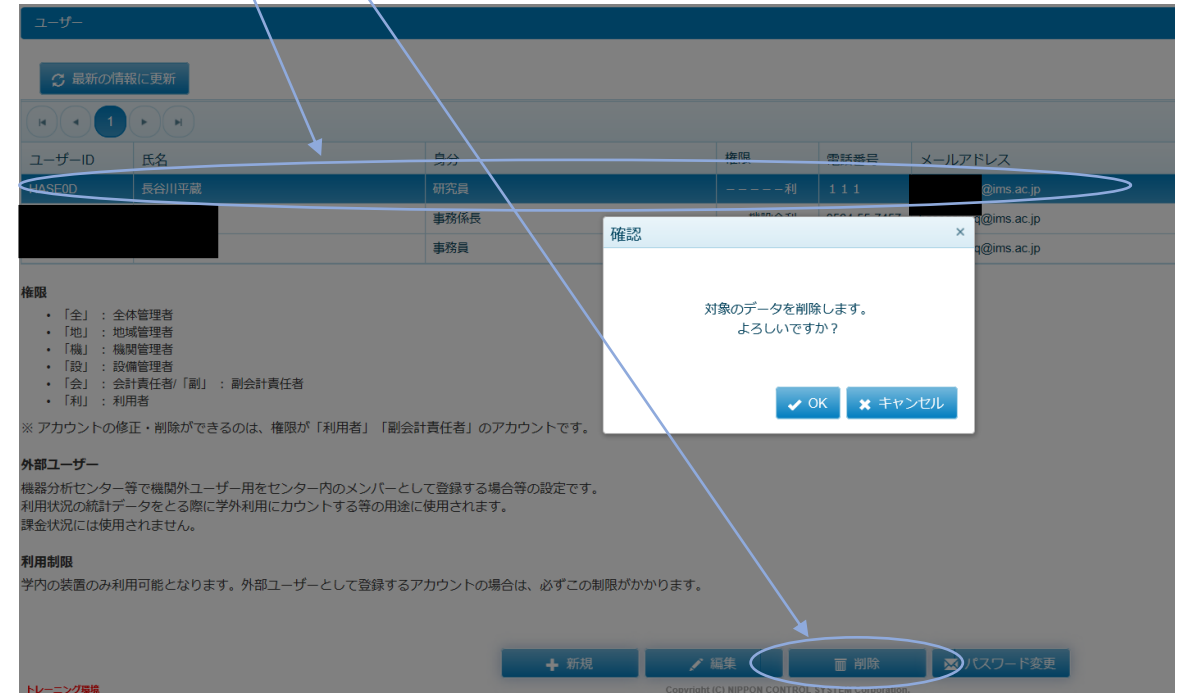 ユーザー
最新の情報に更新
1
ユーザーID 氏名 身分 権限 電話番号 メールアドレス
HASE0D 長谷川平蔵 研究員 −−−−−利 １１１ @ims.ac.jp
事務係長 q@ims.ac.jp
事務員 q@ims.ac.jp
確認 ×
対象のデータを削除します。
よろしいですか？
OK キャンセル
権限
・「全」：全体管理者
・「地」：地域管理者
・「機」：機関管理者
・「設」：設備管理者
・「会」：会計責任者/「副」：副会計責任者
・「利」：利用者
※ アカウントの修正・削除ができるのは、権限が「利用者」「副会計責任者」のアカウントです。
外部ユーザー
機器分析センター等で機関外ユーザー用をセンター内のメンバーとして登録する場合等の設定です。
利用状況の統計データをとる際に学外利用にカウントする等の用途に使用されます。
課金状況には使用されません。
利用制限
学内の装置のみ利用可能となります。外部ユーザーとして登録するアカウントの場合は、必ずこの制限がかかります。
新規 編集 削除 パスワード変更
トレーニング環境 Copyright (C) NIPPON CONTROL SYSTEM Corporation.